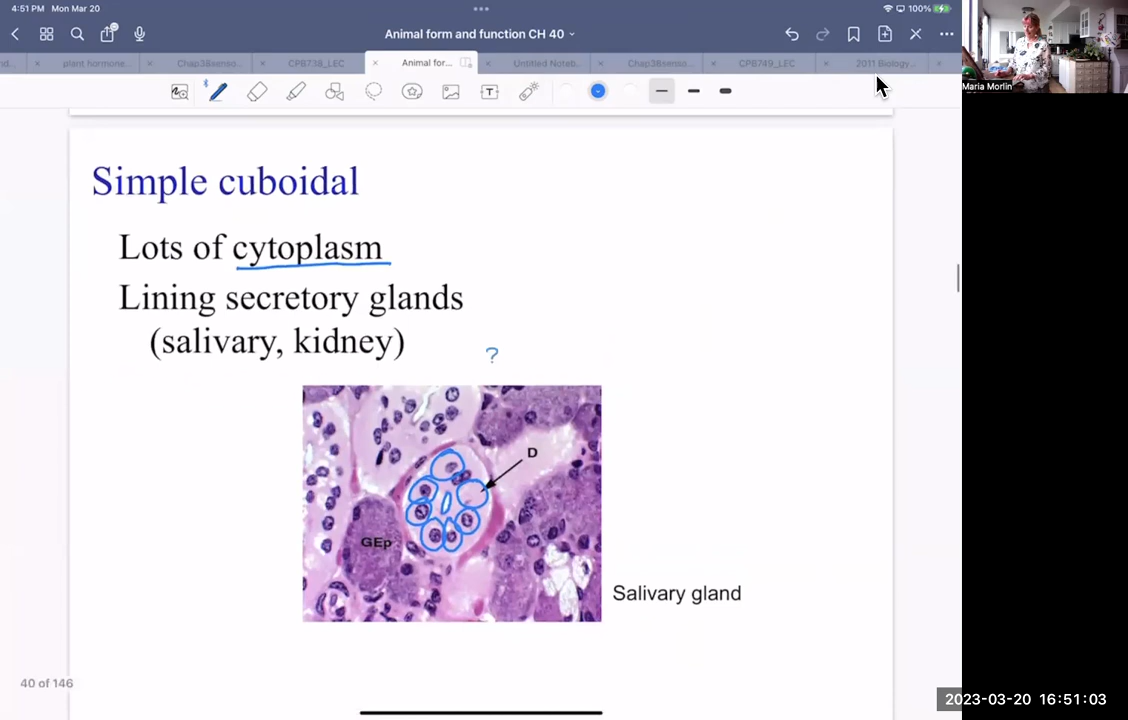 4:51 PM Mon Mar 20
100%
Animal form and function CH 40
nd...
plant hormone...
Chap38senso...
CPB738_LEC
Animal for...
Untitled Noteb...
Chap38senso...
CPB749_LEC
2011 Biology...
Maria Morlin
Simple cuboidal
Lots of cytoplasm
Lining secretory glands
(salivary, kidney)
?
D
GEp
Salivary gland
40 of 146
2023-03-20 16:51:03